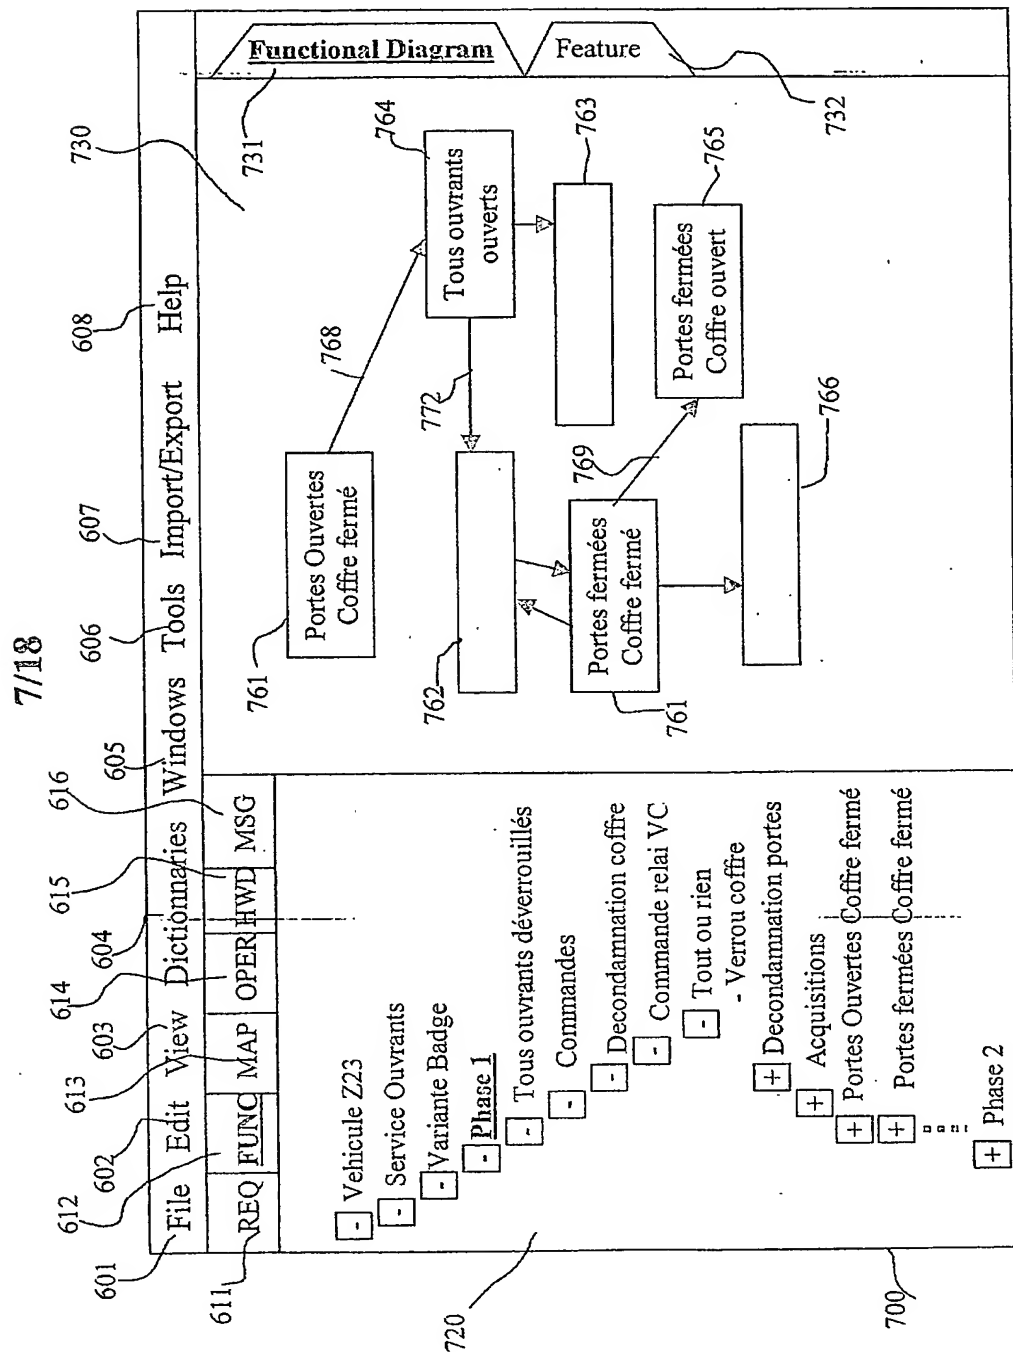 7/18
601
602
603
604
605
606
607
608
730
File Edit View Dictionnaries Windows Tools Import/Export Help
611
612
613
614
615
616
REQ FUNC MAP OPER HWD MSG
731
Functional Diagram
732
Feature
720
- Vehicule Z23
- Service Ouvrants
- Variante Badge
- Phase 1
- Tous ouvrants déverrouillés
- Commandes
- Decondamnation coffre
- Commande relai VC
- Tout ou rien
- Verrou coffre
+ Decondamnation portes
+ Acquisitions
+ Portes Ouvertes Coffre fermé
+ Portes fermées Coffre fermé
+ Phase 2
700
761
Portes Ouvertes
Coffre fermé
768
764
Tous ouvrants
ouverts
772
762
763
761
Portes fermées
Coffre fermé
769
765
Portes fermées
Coffre ouvert
766